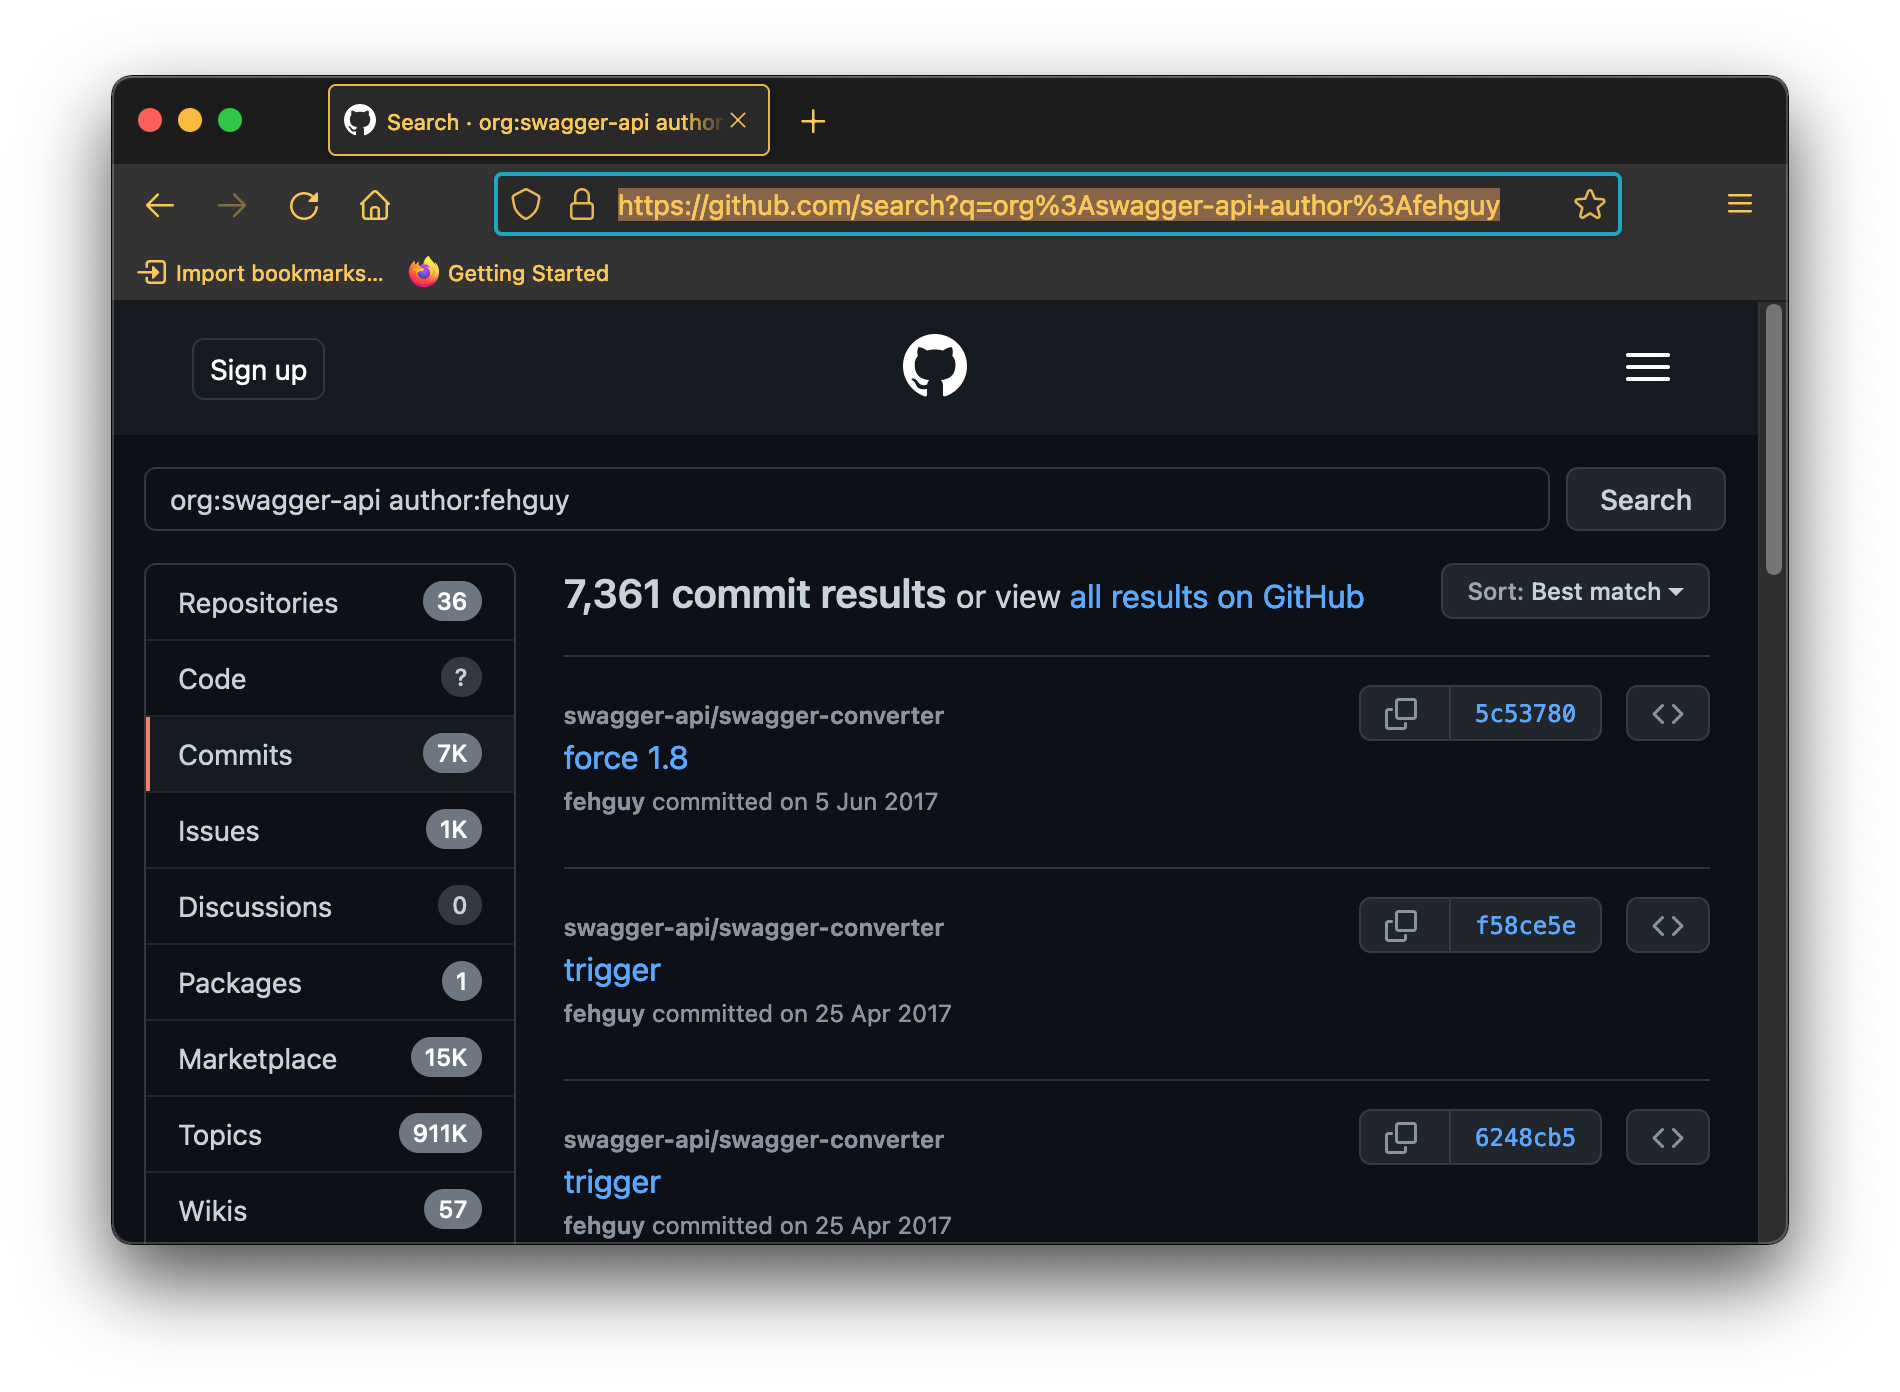 Search · org:swagger-api author
https://github.com/search?q=org%3Aswagger-api+author%3Afehguy
Import bookmarks...
Getting Started
Sign up
org:swagger-api author:fehguy
Search
Repositories 36
Code ?
Commits 7K
Issues 1K
Discussions 0
Packages 1
Marketplace 15K
Topics 911K
Wikis 57
7,361 commit results or view all results on GitHub
Sort: Best match
swagger-api/swagger-converter
5c53780
force 1.8
fehguy committed on 5 Jun 2017
swagger-api/swagger-converter
f58ce5e
trigger
fehguy committed on 25 Apr 2017
swagger-api/swagger-converter
6248cb5
trigger
fehguy committed on 25 Apr 2017